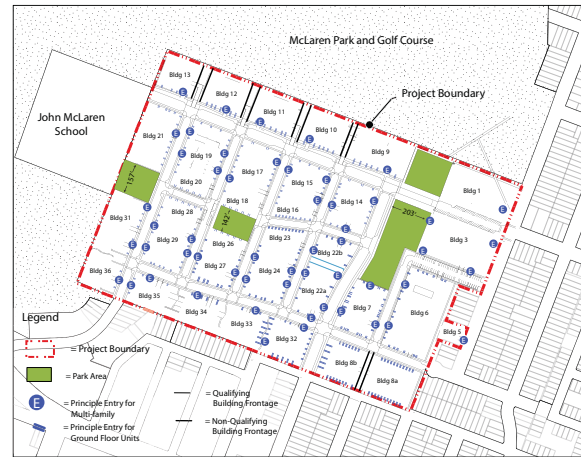 McLaren Park and Golf Course
Project Boundary
John McLaren
School
Bldg 13
Bldg 12
Bldg 11
Bldg 10
Bldg 9
Bldg 1
Bldg 21
Bldg 19
Bldg 17
Bldg 15
Bldg 14
Bldg 3
157'
Bldg 20
Bldg 18
Bldg 16
203'
Bldg 31
Bldg 28
142'
Bldg 23
Bldg 29
Bldg 26
Bldg 22b
Bldg 36
Bldg 27
Bldg 24
Bldg 22a
Bldg 6
Bldg 35
Bldg 34
Bldg 33
Bldg 32
Bldg 7
Bldg 5
Bldg 8b
Bldg 8a
Legend
= Project Boundary
= Park Area
E
= Principle Entry for
Multi-family
= Principle Entry for
Ground Floor Units
= Qualifying
Building Frontage
= Non-Qualifying
Building Frontage